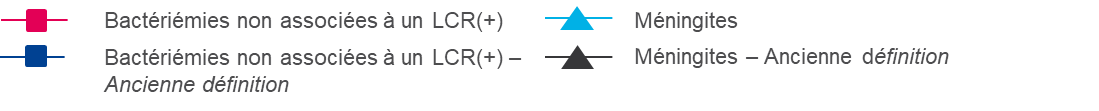 Bactériémies non associées à un LCR(+)
Méningites
Bactériémies non associées à un LCR(+) –
Ancienne définition
Méningites – Ancienne définition